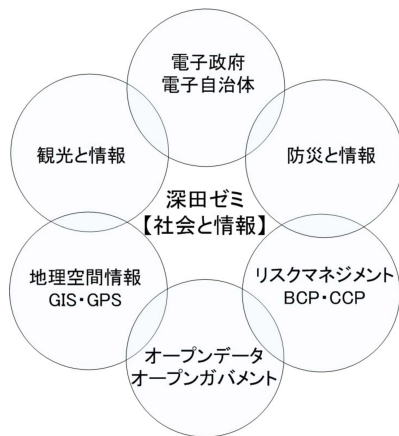 電子政府
電子自治体
観光と情報
防災と情報
深田ゼミ
【社会と情報】
地理空間情報
GIS・GPS
リスクマネジメント
BCP・CCP
オープンデータ
オープンガバメント